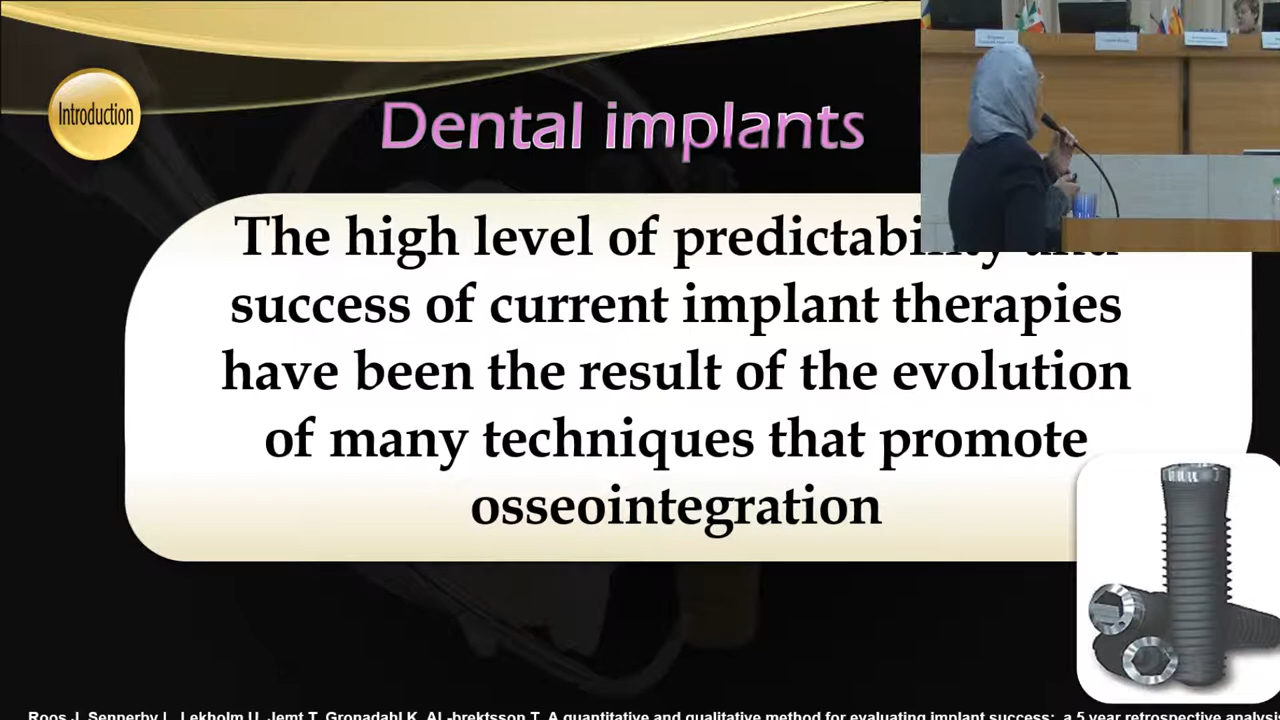 Introduction
Dental implants
The high level of predictability and
success of current implant therapies
have been the result of the evolution
of many techniques that promote
osseointegration
Roos J, Sennerby L, Lekholm U, Jemt T, Gronadahl K, AL-brektsson T. A quantitative and qualitative method for evaluating implant success: a 5 year retrospective analysis